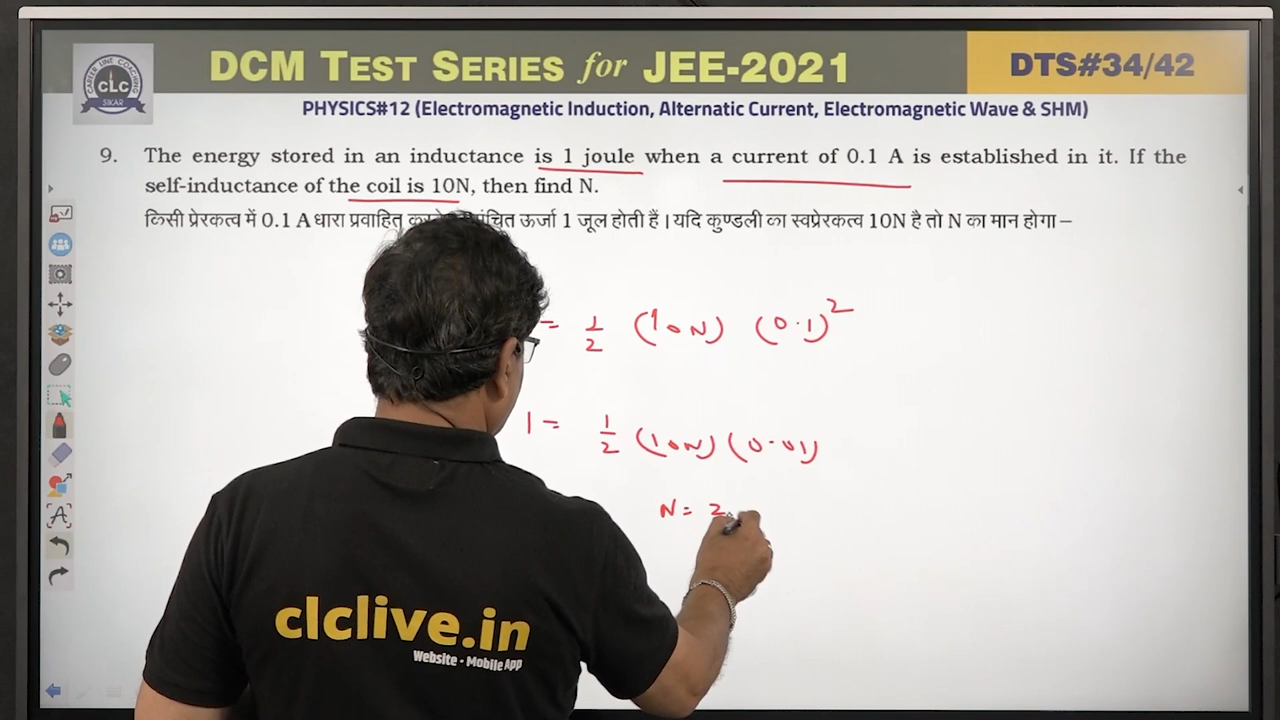 CAREER LINE COACHING
CLC
SIKAR
DCM TEST SERIES for JEE-2021
DTS#34/42
PHYSICS#12 (Electromagnetic Induction, Alternatic Current, Electromagnetic Wave & SHM)
9. The energy stored in an inductance is 1 joule when a current of 0.1 A is established in it. If the
self-inductance of the coil is 10N, then find N.
किसी प्रेरकत्व में 0.1 A धारा प्रवाहित ऊर्जा 1 जूल होती हैं। यदि कुण्डली का स्वप्रेरकत्व 10N है तो N का मान होगा –
= 1/2 (10N) (0.1)²
1 = 1/2 (10N) (0.01)
N = 2
clclive.in
Website • Mobile App